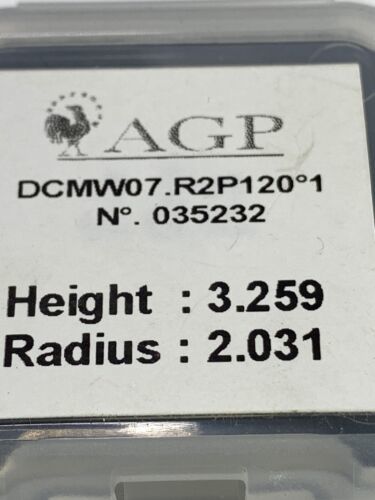 AGP
DCMW07.R2P120°1
N°. 035232
Height : 3.259
Radius : 2.031